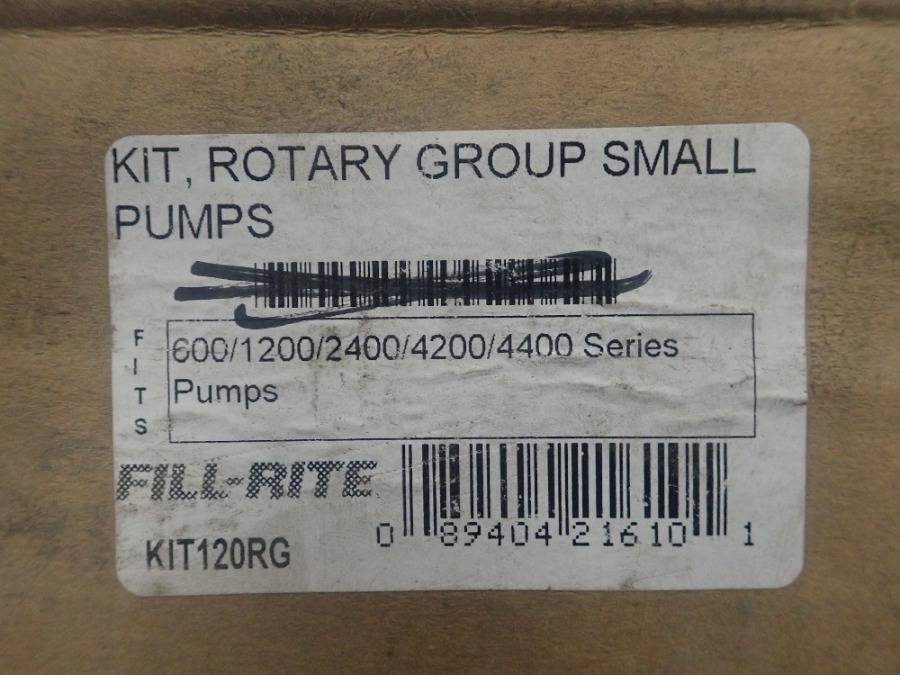 KiT, ROTARY GROUP SMALL
PUMPS
FITS
600/1200/2400/4200/4400 Series
Pumps
FILL-RITE
KIT120RG
0 89404 21610 1